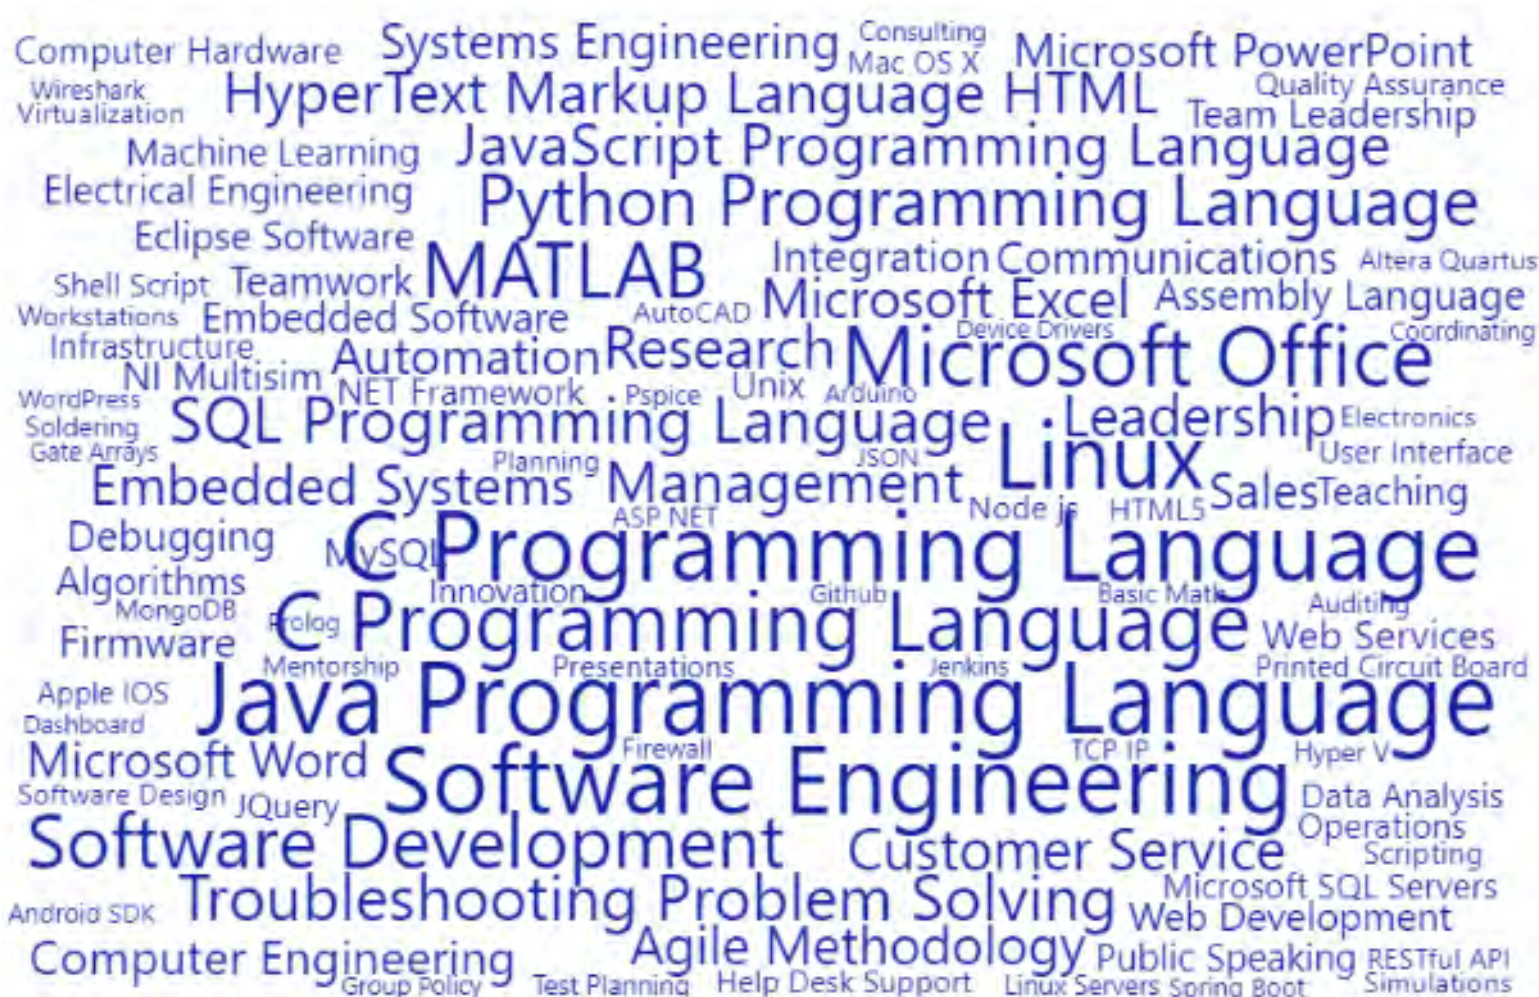 Computer Hardware Systems Engineering Consulting Microsoft PowerPoint
Mac OS X
Wireshark HyperText Markup Language HTML Quality Assurance
Virtualization Team Leadership
Machine Learning JavaScript Programming Language
Electrical Engineering Python Programming Language
Eclipse Software MATLAB Integration Communications Altera Quartus
Shell Script Teamwork Microsoft Excel Assembly Language
Workstations Embedded Software AutoCAD Device Drivers Coordinating
Infrastructure Automation Research Microsoft Office
NI Multisim NET Framework Pspice Unix Arduino
WordPress SQL Programming Language Leadership Electronics
Soldering
Gate Arrays Planning JSON Linux User Interface
Embedded Systems Management Sales Teaching
ASP NET Node js HTML5
Debugging MySQL C Programming Language
Algorithms Innovation Github Basic Math Auditing
MongoDB Prolog C Programming Language
Firmware Web Services
Mentorship Presentations Jenkins Printed Circuit Board
Apple IOS Java Programming Language
Dashboard
Microsoft Word Firewall TCP IP Hyper V
Software Design JQuery Software Engineering Data Analysis
Software Development Customer Service Operations
Scripting
Android SDK Troubleshooting Problem Solving Microsoft SQL Servers
Web Development
Computer Engineering Agile Methodology Public Speaking RESTful API
Group Policy Test Planning Help Desk Support Linux Servers Spring Boot Simulations